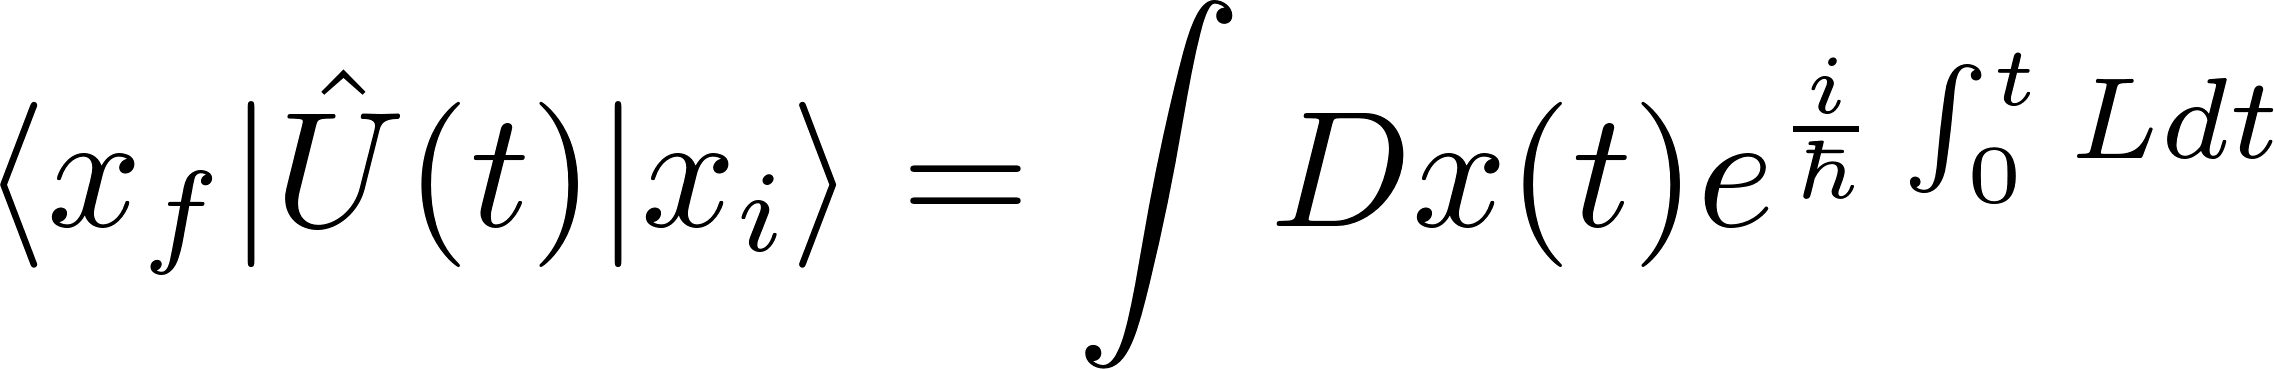 ⟨x_f|Û(t)|x_i⟩ = ∫ Dx(t)e^{\frac{i}{ħ} ∫_0^t Ldt}